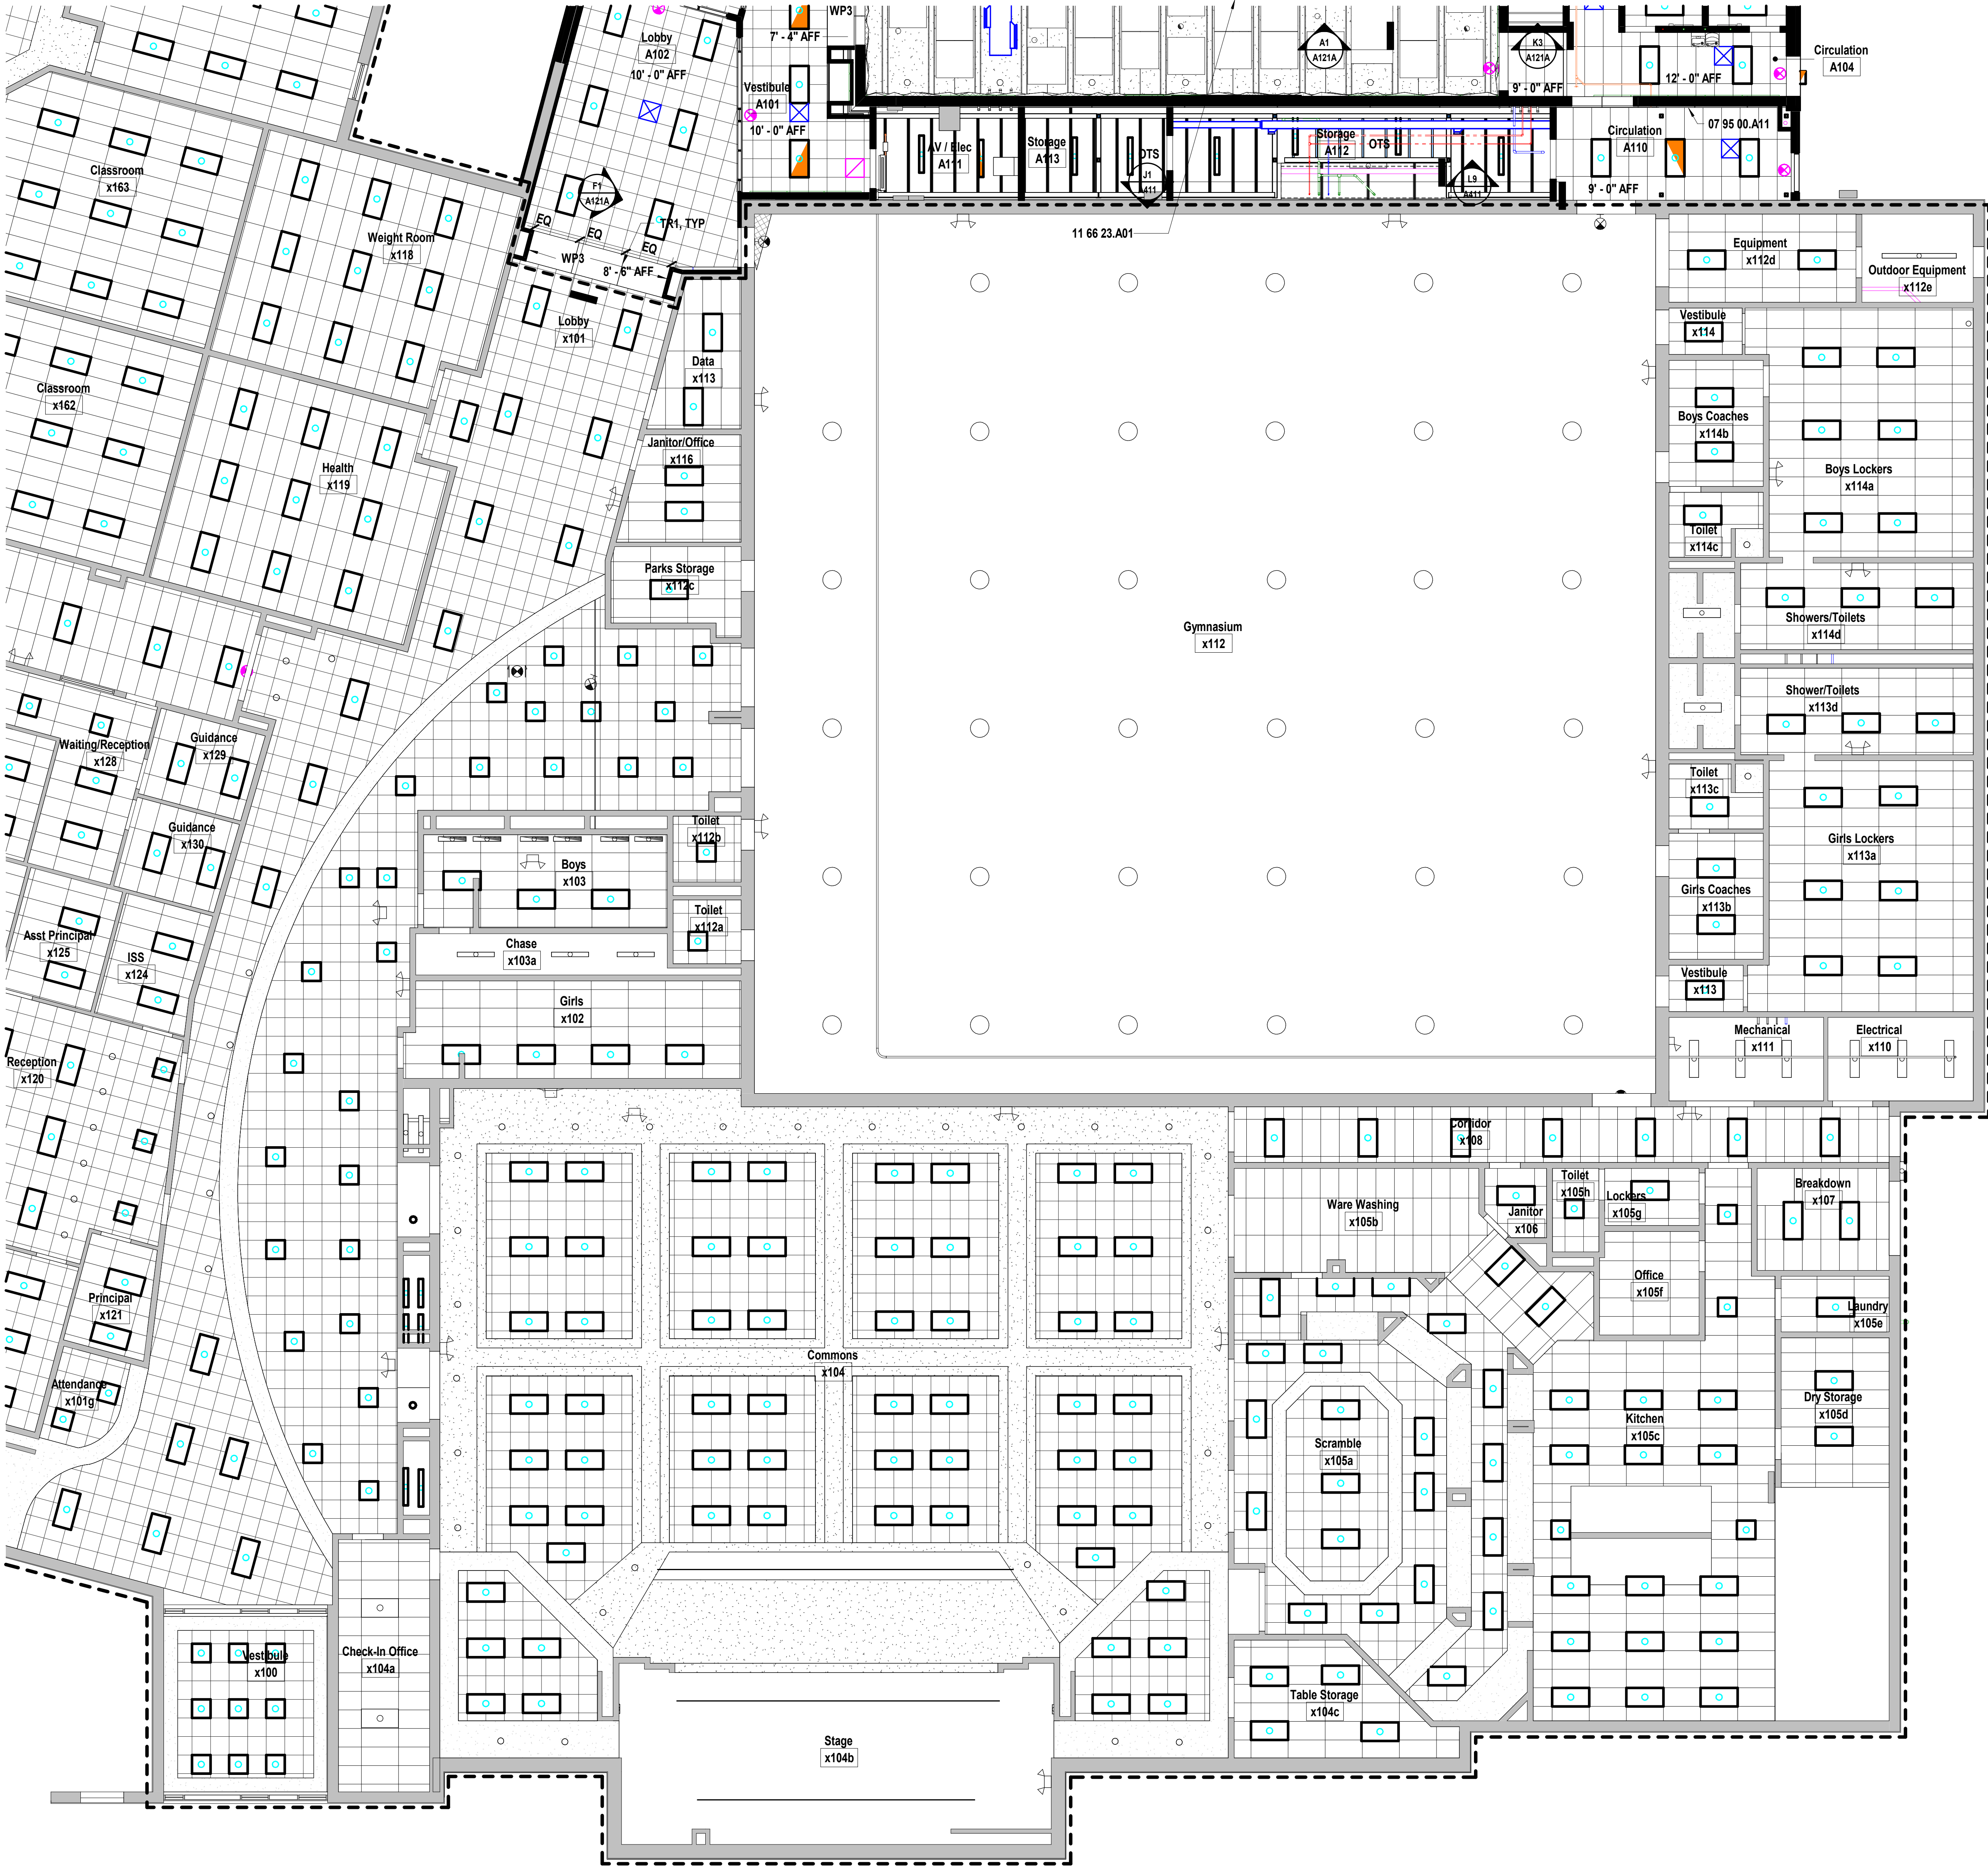 WP3
7' - 4" AFF
Lobby
A102
10' - 0" AFF
A1
A121A
K3
A121A
Circulation
A104
12' - 0" AFF
9' - 0" AFF
Vestibule
A101
10' - 0" AFF
07 95 00.A11
AV / Elec
A111
Storage
A113
OTS
J1
A411
Storage
A112
OTS
L9
A411
Circulation
A110
9' - 0" AFF
Classroom
x163
F1
A121A
EQ
EQ
EQ
TR1, TYP
WP3
8' - 6" AFF
11 66 23.A01
Weight Room
x118
Equipment
x112d
Outdoor Equipment
x112e
Lobby
x101
Vestibule
x114
Data
x113
Classroom
x162
Boys Coaches
x114b
Janitor/Office
x116
Health
x119
Boys Lockers
x114a
Toilet
x114c
Parks Storage
x112c
Gymnasium
x112
Showers/Toilets
x114d
Shower/Toilets
x113d
Waiting/Reception
x128
Guidance
x129
Toilet
x113c
Guidance
x130
Toilet
x112b
Boys
x103
Girls Lockers
x113a
Girls Coaches
x113b
Toilet
x112a
Asst Principal
x125
ISS
x124
Chase
x103a
Vestibule
x113
Girls
x102
Mechanical
x111
Electrical
x110
Reception
x120
Corridor
x108
Ware Washing
x105b
Janitor
x106
Toilet
x105h
Lockers
x105g
Breakdown
x107
Office
x105f
Principal
x121
Laundry
x105e
Commons
x104
Attendance
x101g
Scramble
x105a
Kitchen
x105c
Dry Storage
x105d
Vestibule
x100
Check-In Office
x104a
Table Storage
x104c
Stage
x104b